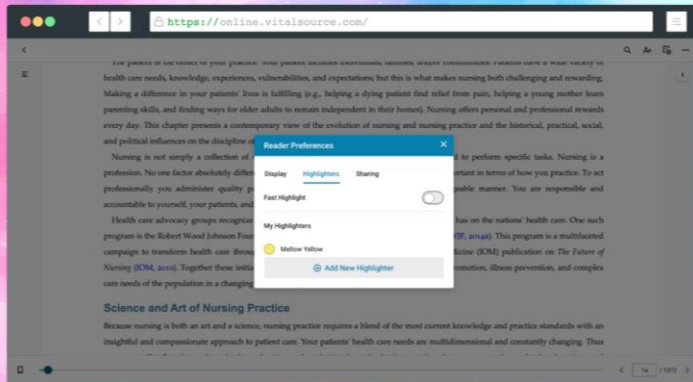 https://online.vitalsource.com/
The patient is the center of your practice. Your patient includes individuals, families, and/or communities. Patients have a wide variety of
health care needs, knowledge, experiences, vulnerabilities, and expectations; but this is what makes nursing both challenging and rewarding.
Making a difference in your patients' lives is fulfilling (e.g., helping a dying patient find relief from pain, helping a young mother learn
parenting skills, and finding ways for older adults to remain independent in their homes). Nursing offers personal and professional rewards
every day. This chapter presents a contemporary view of the evolution of nursing and nursing practice and the historical, practical, social,
and political influences on the discipline of
Nursing is not simply a collection of d to perform specific tasks. Nursing is a
profession. No one factor absolutely differen ortant in terms of how you practice. To act
professionally you administer quality p geable manner. You are responsible and
accountable to yourself, your patients, and
Health care advocacy groups recognize has on the nations' health care. One such
program is the Robert Wood Johnson Foun WJF, 2014a). This program is a multifaceted
campaign to transform health care throug dicine (IOM) publication on The Future of
Nursing (IOM, 2010). Together these initia romotion, illness prevention, and complex
care needs of the population in a changing
Reader Preferences
Display Highlighters Sharing
Fast Highlight
My Highlighters
Mellow Yellow
Add New Highlighter
Science and Art of Nursing Practice
Because nursing is both an art and a science, nursing practice requires a blend of the most current knowledge and practice standards with an
insightful and compassionate approach to patient care. Your patients' health care needs are multidimensional and constantly changing. Thus
1a / 1372